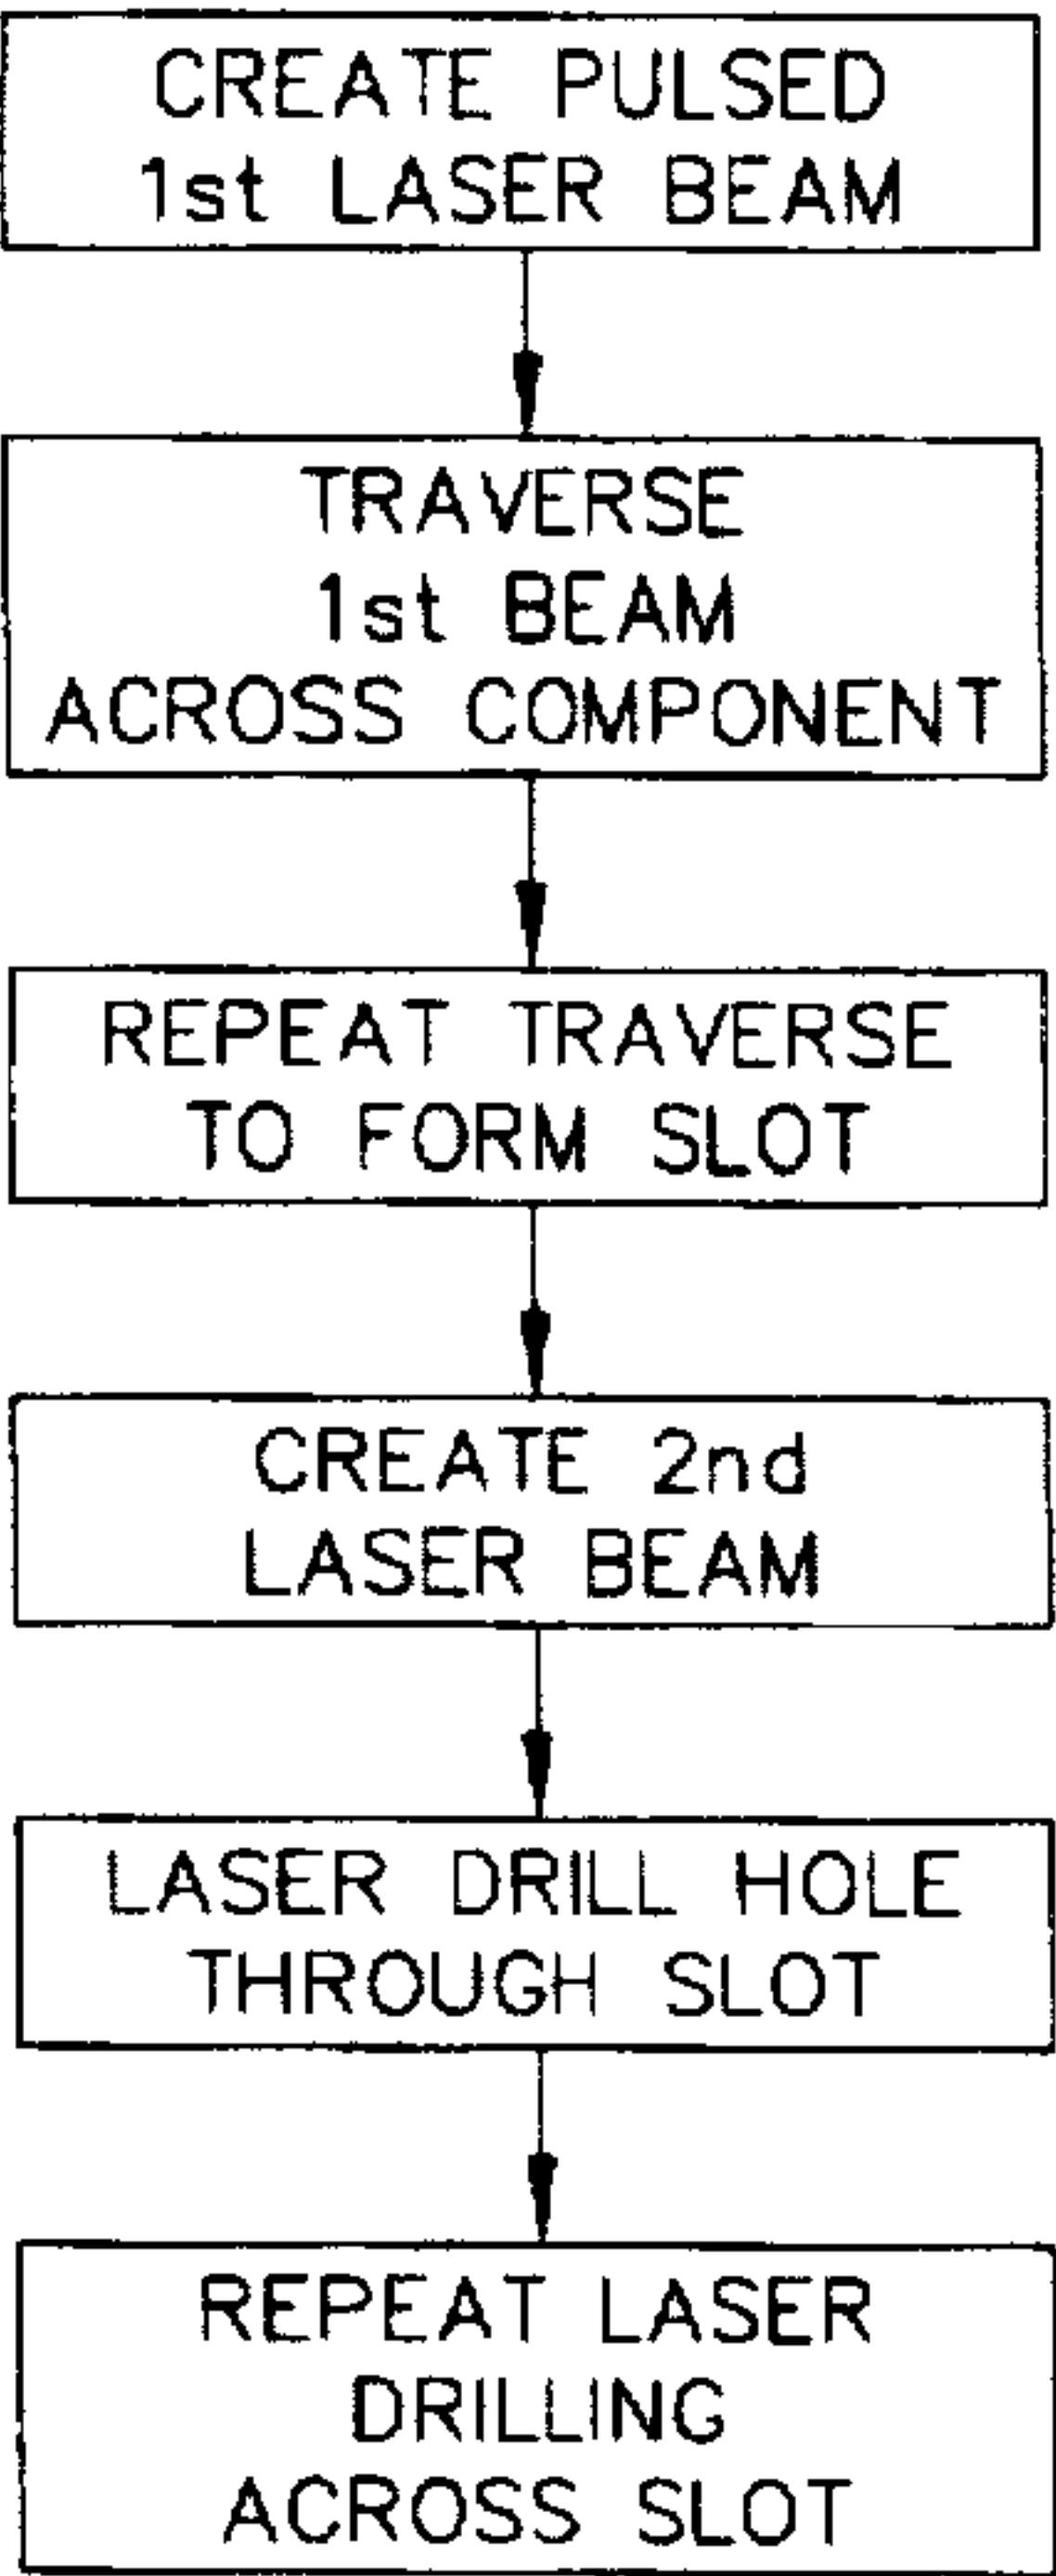 CREATE PULSED
1st LASER BEAM
TRAVERSE
1st BEAM
ACROSS COMPONENT
REPEAT TRAVERSE
TO FORM SLOT
CREATE 2nd
LASER BEAM
LASER DRILL HOLE
THROUGH SLOT
REPEAT LASER
DRILLING
ACROSS SLOT